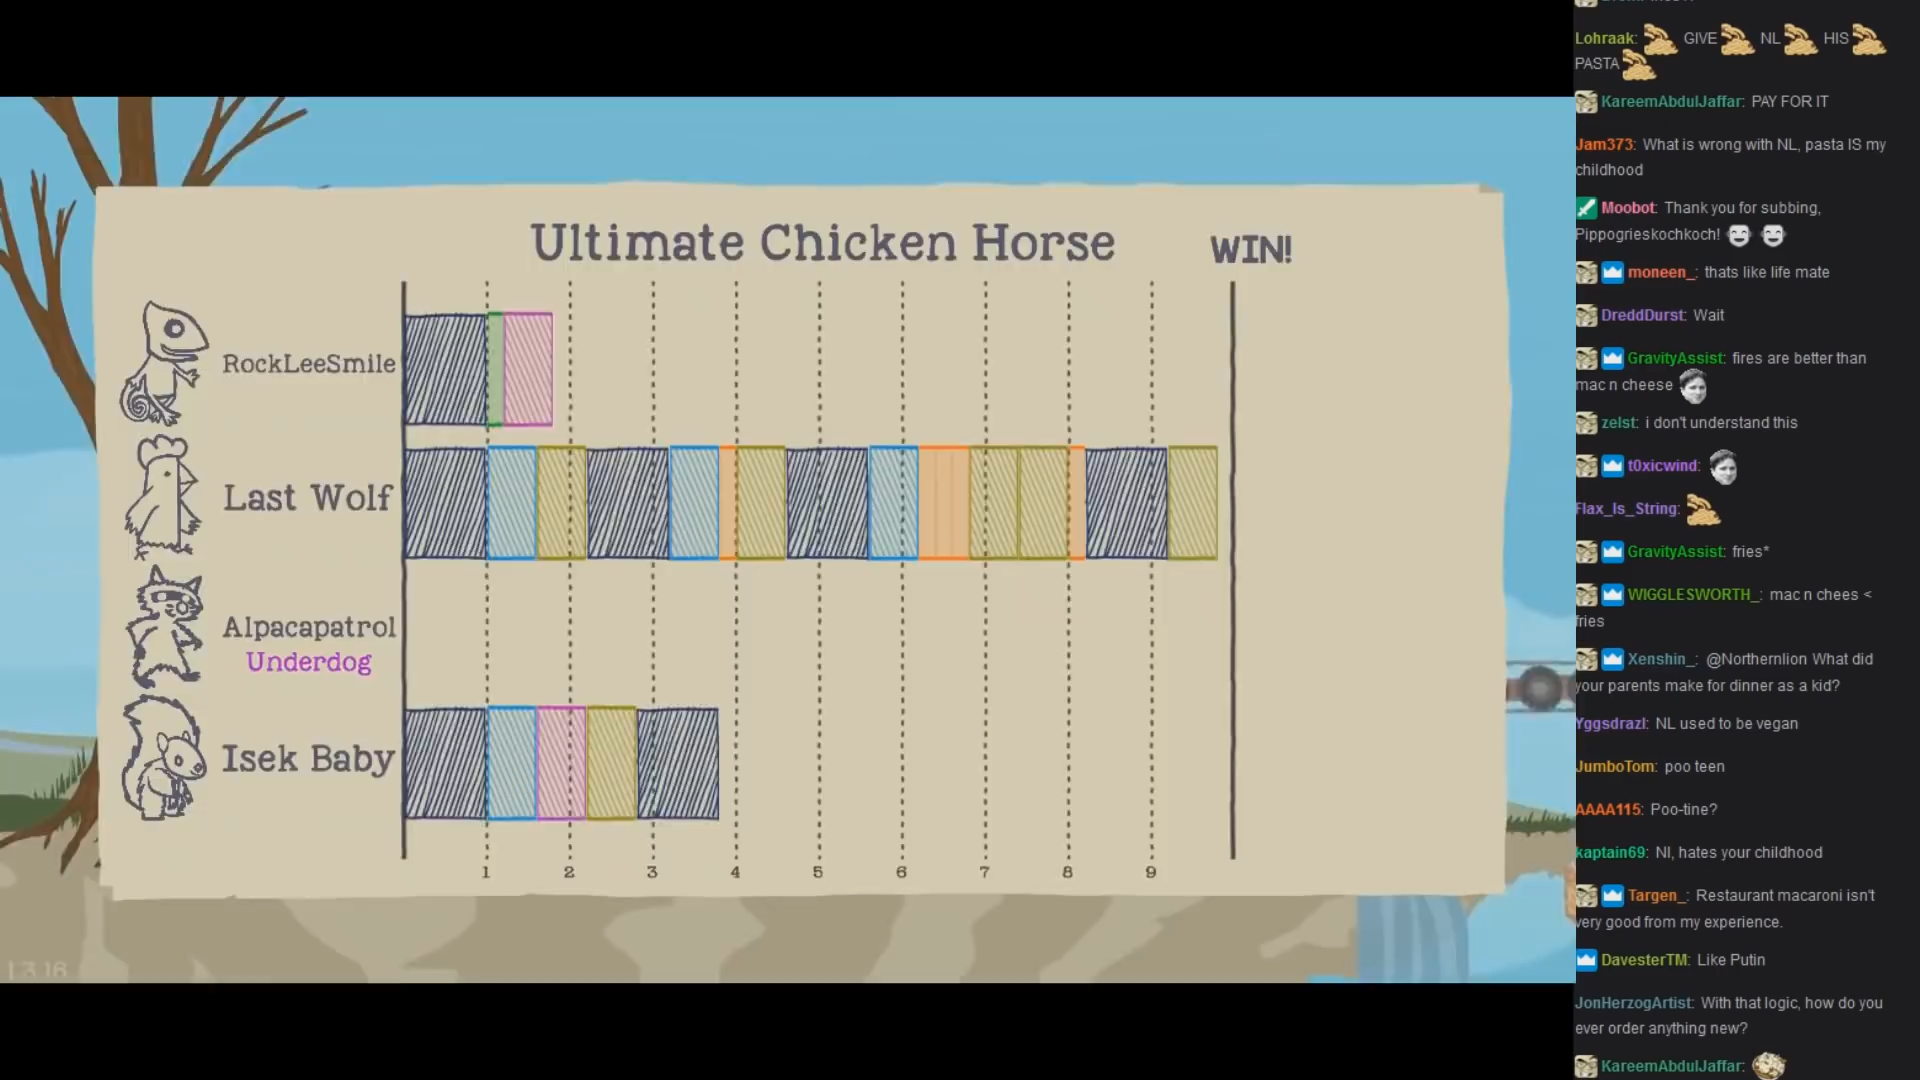 Ultimate Chicken Horse
WIN!
RockLeeSmile
Last Wolf
Alpacapatrol
Underdog
Isek Baby
1 2 3 4 5 6 7 8 9
Lohraak: GIVE NL HIS
PASTA
KareemAbdulJaffar: PAY FOR IT
Jam373: What is wrong with NL, pasta IS my
childhood
Moobot: Thank you for subbing,
Pippogrieskochkoch!
moneen_: thats like life mate
DreddDurst: Wait
GravityAssist: fires are better than
mac n cheese
zelst: i don't understand this
t0xicwind:
Flax_Is_String:
GravityAssist: fries*
WIGGLESWORTH_: mac n chees <
fries
Xenshin_: @Northernlion What did
your parents make for dinner as a kid?
Yggsdrazl: NL used to be vegan
JumboTom: poo teen
AAAA115: Poo-tine?
kaptain69: Nl, hates your childhood
Targen_: Restaurant macaroni isn't
very good from my experience.
DavesterTM: Like Putin
JonHerzogArtist: With that logic, how do you
ever order anything new?
KareemAbdulJaffar: